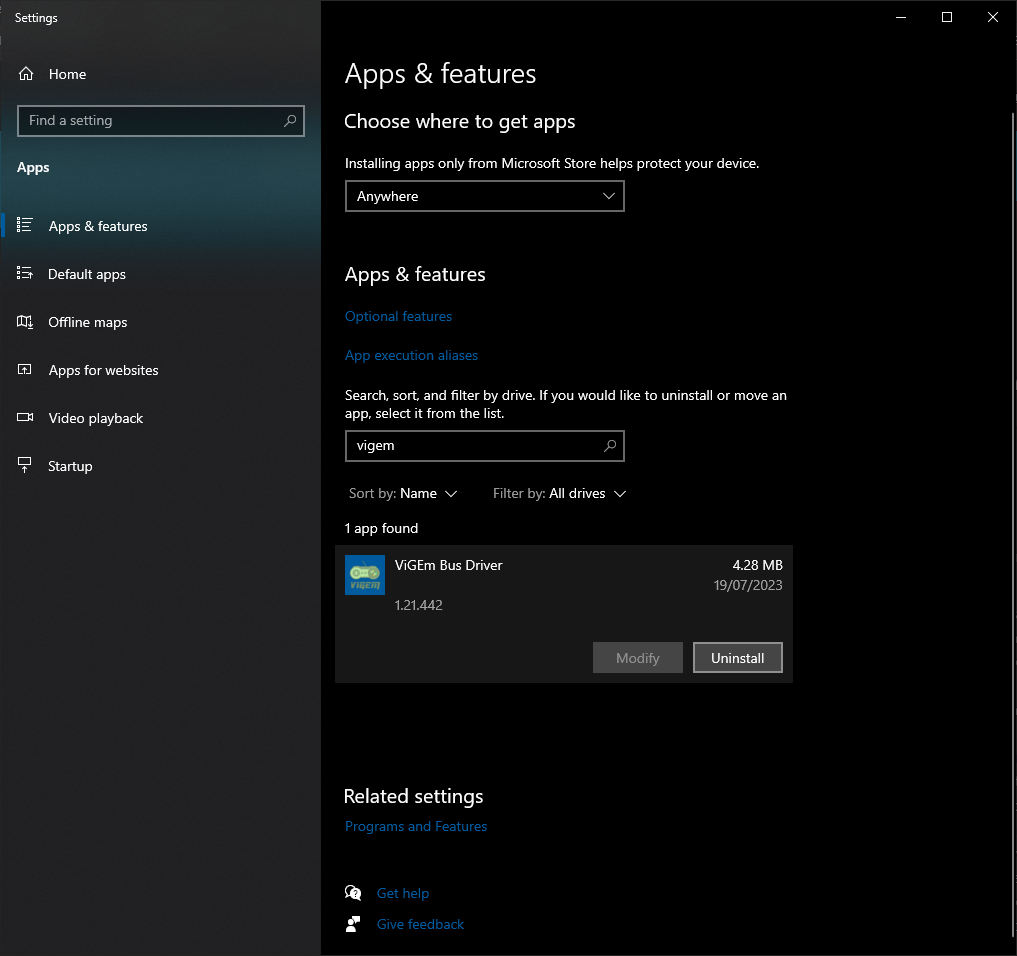 Settings
Home
Find a setting
Apps
Apps & features
Default apps
Offline maps
Apps for websites
Video playback
Startup
Apps & features
Choose where to get apps
Installing apps only from Microsoft Store helps protect your device.
Anywhere
Apps & features
Optional features
App execution aliases
Search, sort, and filter by drive. If you would like to uninstall or move an
app, select it from the list.
vigem
Sort by: Name
Filter by: All drives
1 app found
ViGEm
ViGEm Bus Driver
4.28 MB
19/07/2023
1.21.442
Modify
Uninstall
Related settings
Programs and Features
Get help
Give feedback